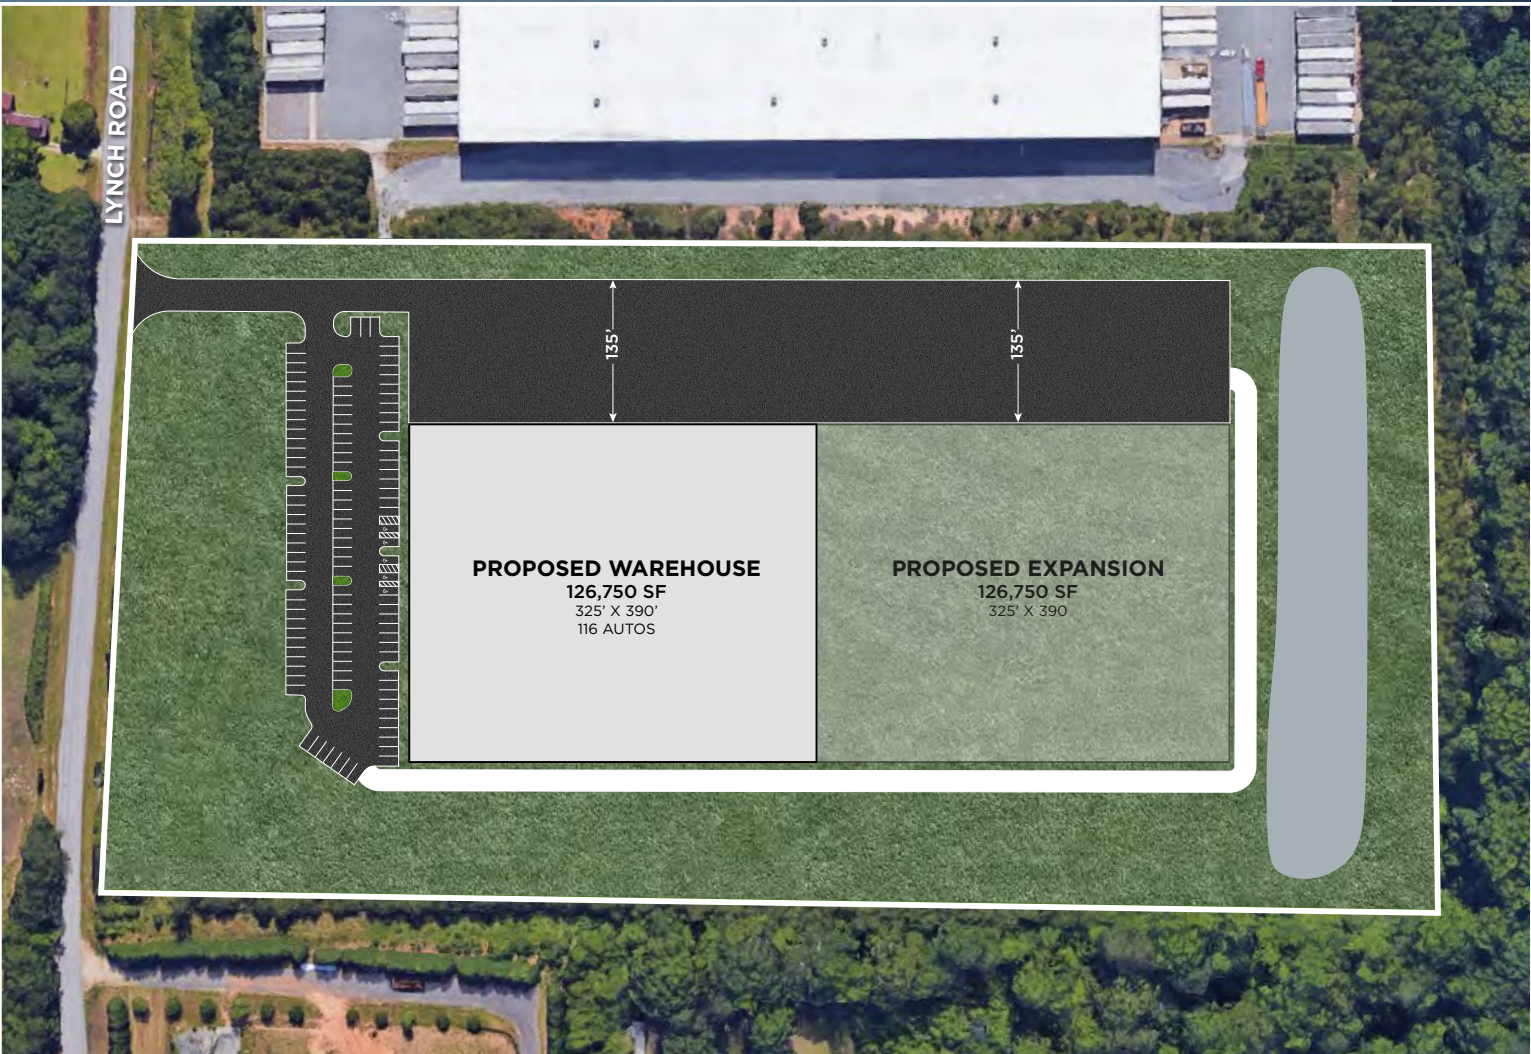 LYNCH ROAD
135’
135’
PROPOSED WAREHOUSE
126,750 SF
325’ X 390’
116 AUTOS
PROPOSED EXPANSION
126,750 SF
325’ X 390